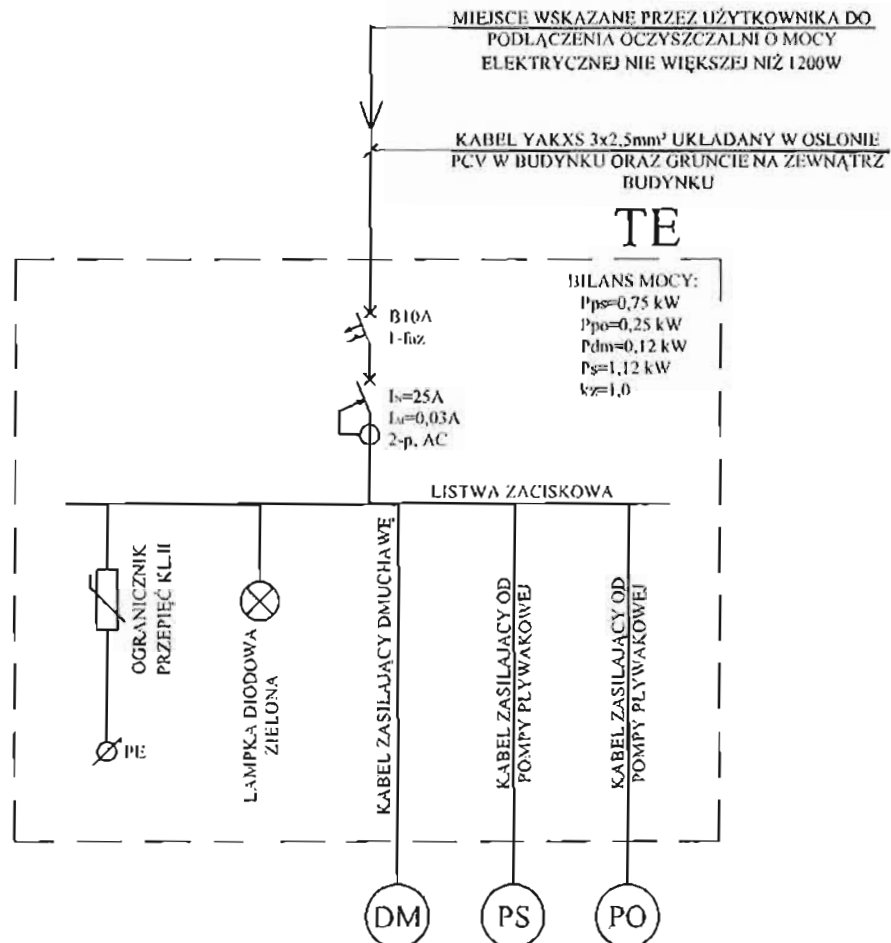 MIEJSCE WSKAZANE PRZEZ UŻYTKOWNIKA DO
PODŁĄCZENIA OCZYSZCZALNI O MOCY
ELEKTRYCZNEJ NIE WIĘKSZEJ NIŻ 1200W
KABEL YAKXS 3x2,5mm² UKŁADANY W OSŁONIE
PCV W BUDYNKU ORAZ GRUNCIE NA ZEWNĄTRZ
BUDYNKU
TE
BILANS MOCY:
Pps=0,75 kW
Ppo=0,25 kW
Pdm=0,12 kW
Ps=1,12 kW
kz=1,0
B10A
1-faz
IN=25A
IΔN=0,03A
2-p, AC
LISTWA ZACISKOWA
OGRANICZNIK
PRZEPIĘĆ KL.II
PE
LAMPKA DIODOWA
ZIELONA
KABEL ZASILAJĄCY DMUCHAWĘ
KABEL ZASILAJĄCY OD
POMPY PŁYWAKOWEJ
KABEL ZASILAJĄCY OD
POMPY PŁYWAKOWEJ
DM
PS
PO